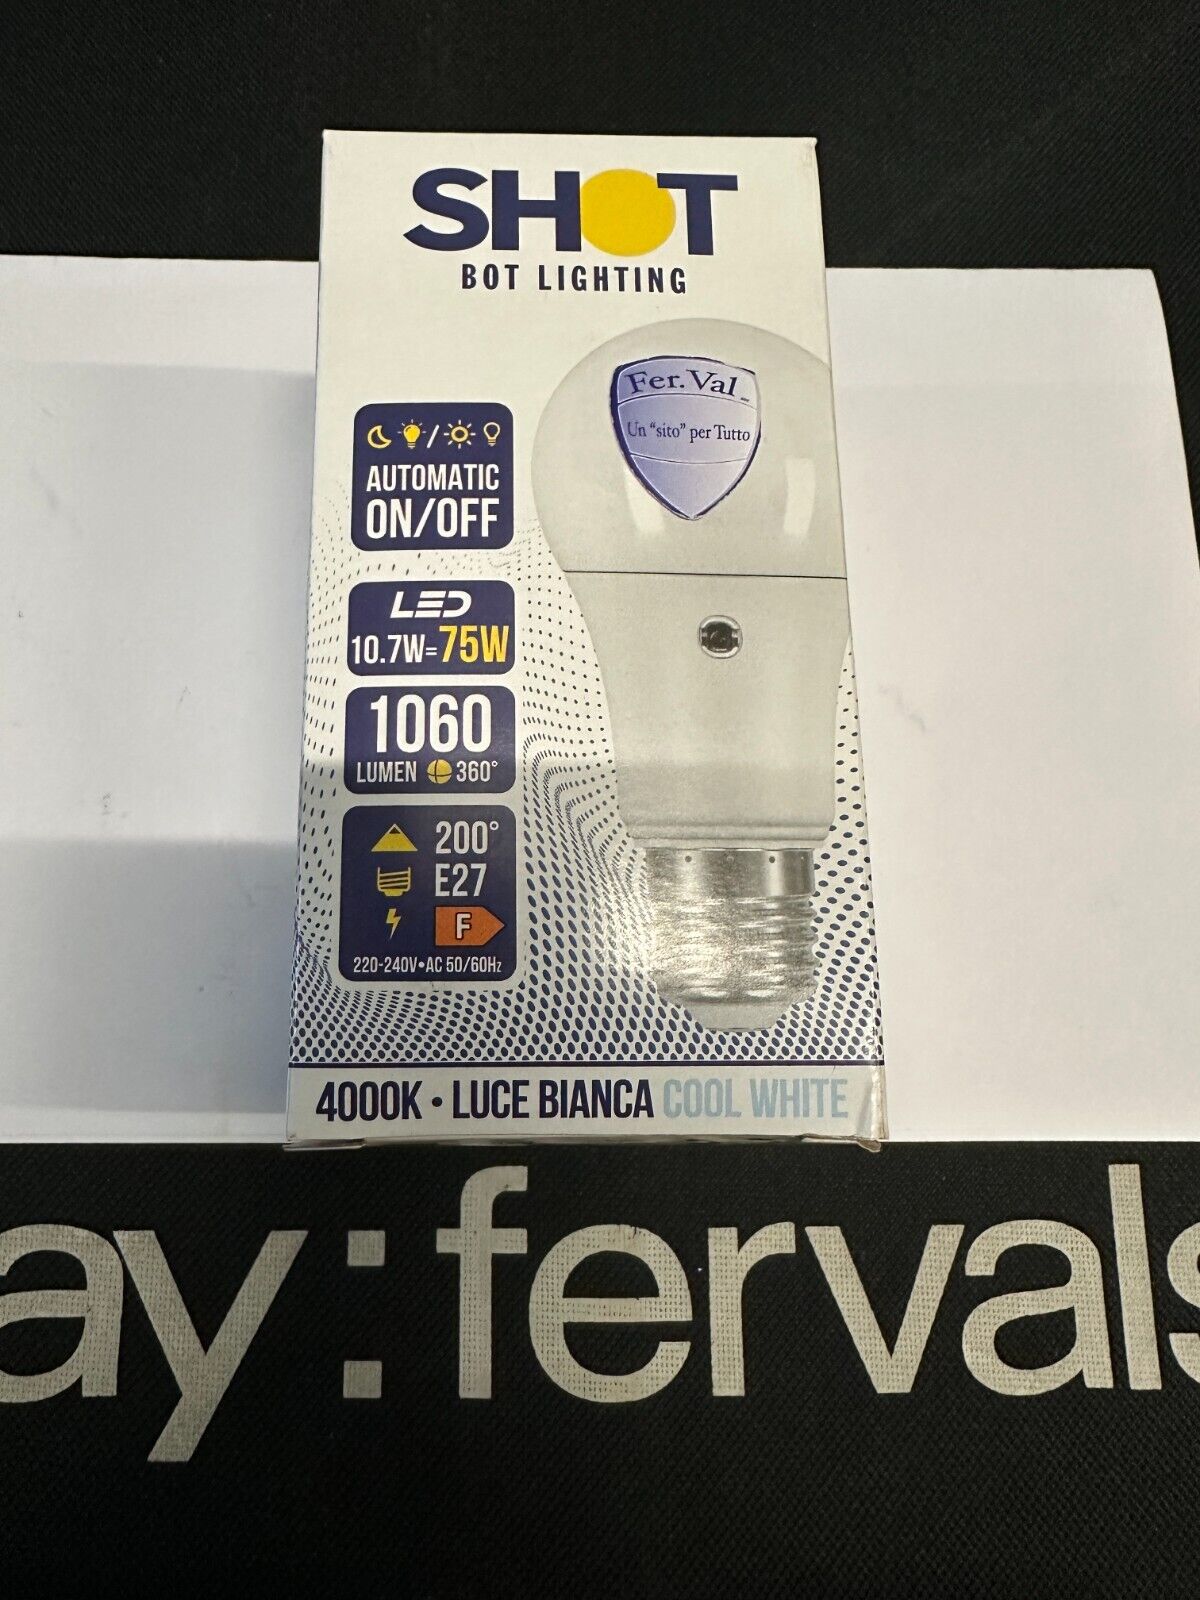 SHOT
BOT LIGHTING
Fer.Val
Un "sito" per Tutto
AUTOMATIC
ON/OFF
LED
10.7W=75W
1060
LUMEN 360°
200°
E27
F
220-240V•AC 50/60Hz
4000K • LUCE BIANCA COOL WHITE
ay:fervals